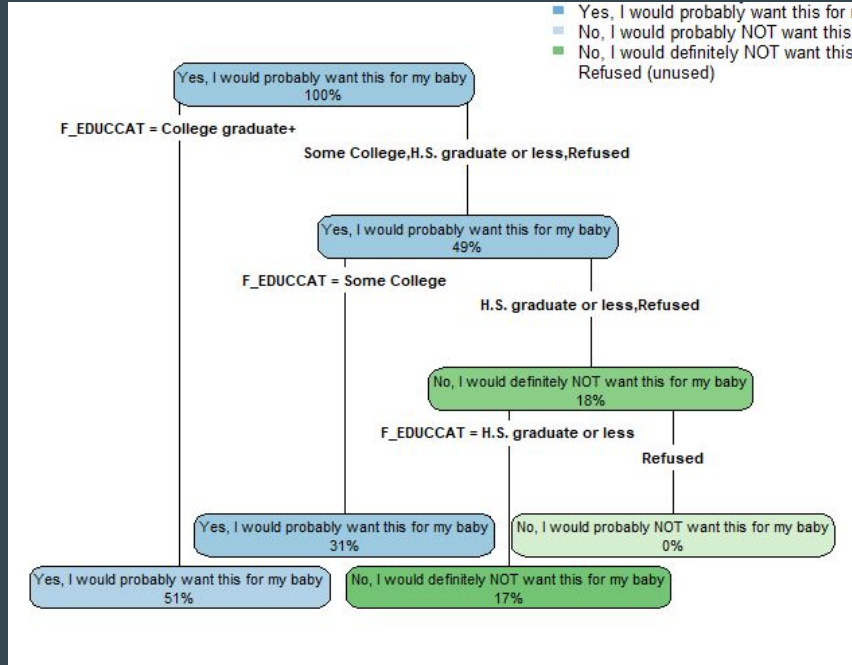 Yes, I would probably want this for
No, I would probably NOT want this
No, I would definitely NOT want this
Refused (unused)
Yes, I would probably want this for my baby
100%
F_EDUCCAT = College graduate+
Some College,H.S. graduate or less,Refused
Yes, I would probably want this for my baby
49%
F_EDUCCAT = Some College
H.S. graduate or less,Refused
No, I would definitely NOT want this for my baby
18%
F_EDUCCAT = H.S. graduate or less
Refused
Yes, I would probably want this for my baby
31%
No, I would probably NOT want this for my baby
0%
Yes, I would probably want this for my baby
51%
No, I would definitely NOT want this for my baby
17%